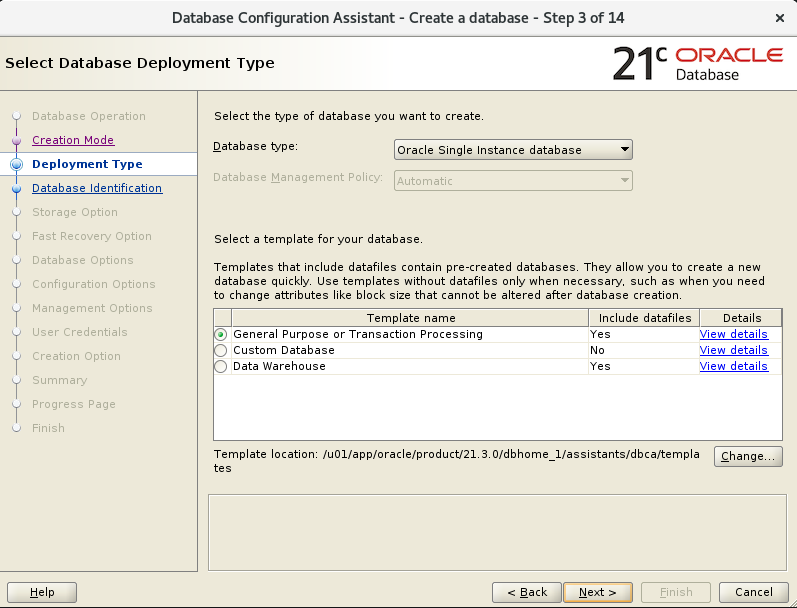 Database Configuration Assistant - Create a database - Step 3 of 14
Select Database Deployment Type
21c ORACLE
Database
Database Operation
Creation Mode
Deployment Type
Database Identification
Storage Option
Fast Recovery Option
Database Options
Configuration Options
Management Options
User Credentials
Creation Option
Summary
Progress Page
Finish
Select the type of database you want to create.
Database type: Oracle Single Instance database
Database Management Policy: Automatic
Select a template for your database.
Templates that include datafiles contain pre-created databases. They allow you to create a new
database quickly. Use templates without datafiles only when necessary, such as when you need
to change attributes like block size that cannot be altered after database creation.
Template name Include datafiles Details
General Purpose or Transaction Processing Yes View details
Custom Database No View details
Data Warehouse Yes View details
Template location: /u01/app/oracle/product/21.3.0/dbhome_1/assistants/dbca/templa
tes
Change...
Help < Back Next > Finish Cancel